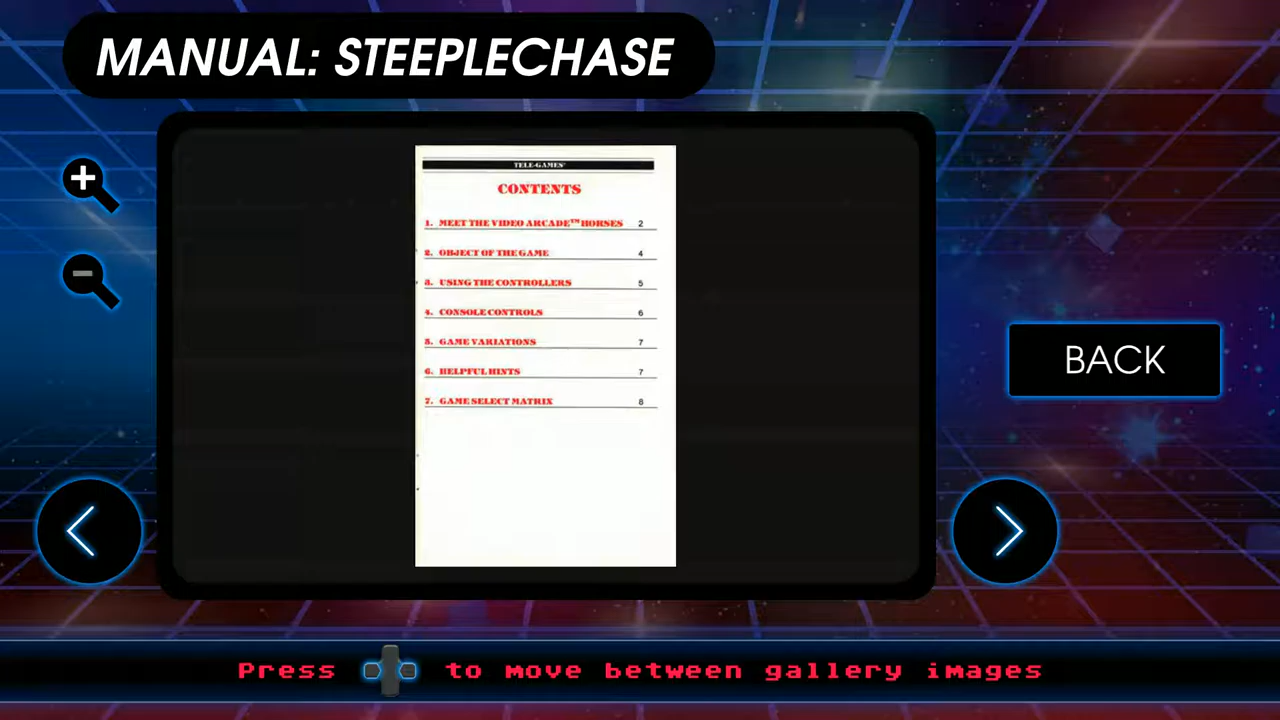 MANUAL: STEEPLECHASE
TELE-GAMES®
CONTENTS
1. MEET THE VIDEO ARCADE™ HORSES 2
2. OBJECT OF THE GAME 4
3. USING THE CONTROLLERS 5
4. CONSOLE CONTROLS 6
5. GAME VARIATIONS 7
6. HELPFUL HINTS 7
7. GAME SELECT MATRIX 8
BACK
Press to move between gallery images